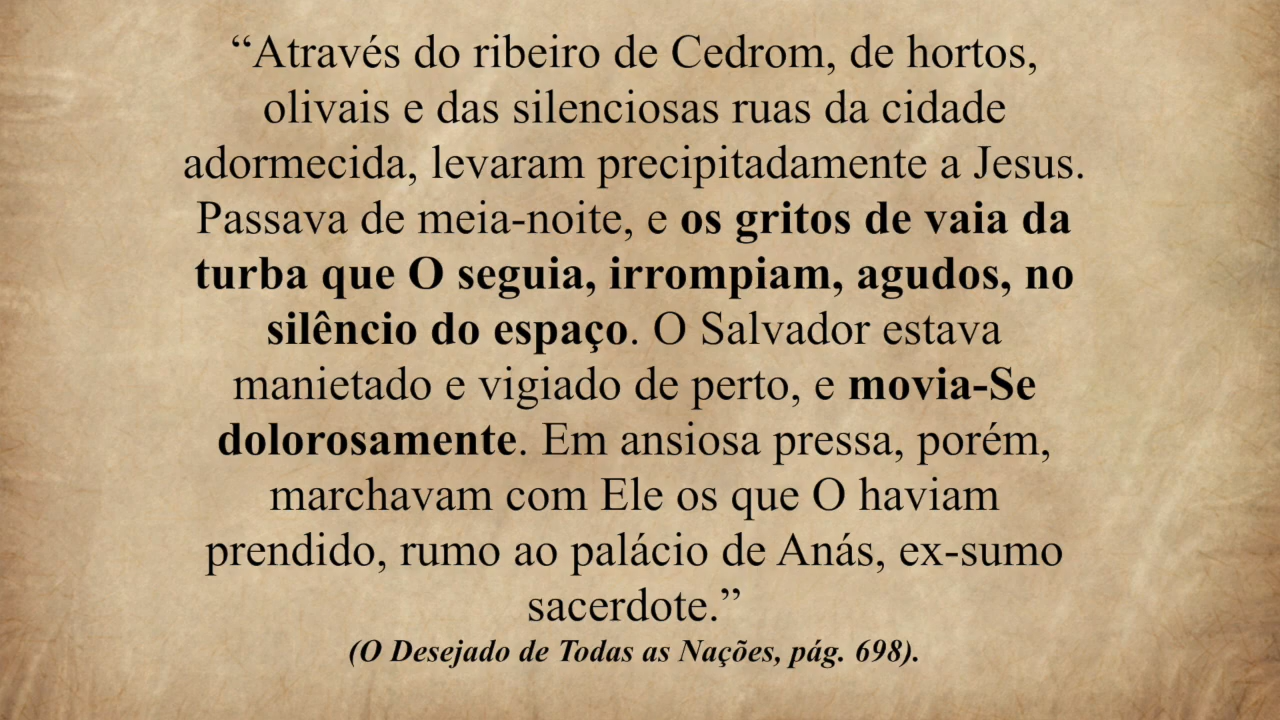 “Através do ribeiro de Cedrom, de hortos,
olivais e das silenciosas ruas da cidade
adormecida, levaram precipitadamente a Jesus.
Passava de meia-noite, e os gritos de vaia da
turba que O seguia, irrompiam, agudos, no
silêncio do espaço. O Salvador estava
manietado e vigiado de perto, e movia-Se
dolorosamente. Em ansiosa pressa, porém,
marchavam com Ele os que O haviam
prendido, rumo ao palácio de Anás, ex-sumo
sacerdote.”
(O Desejado de Todas as Nações, pág. 698).